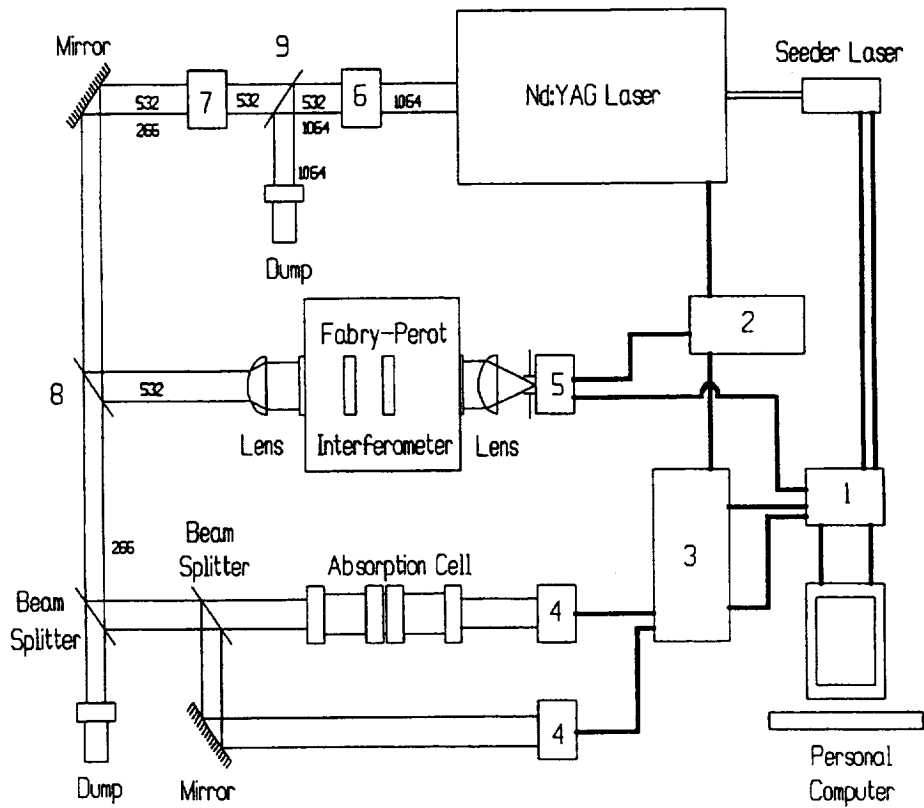 Mirror
9
Seeder Laser
532
266
7
532
532
1064
6
1064
Nd:YAG Laser
1064
Dump
2
Fabry-Perot
8
532
5
Lens
Interferometer
Lens
1
3
266
Beam
Splitter
Absorption Cell
Beam
Splitter
4
4
Dump
Mirror
Personal
Computer